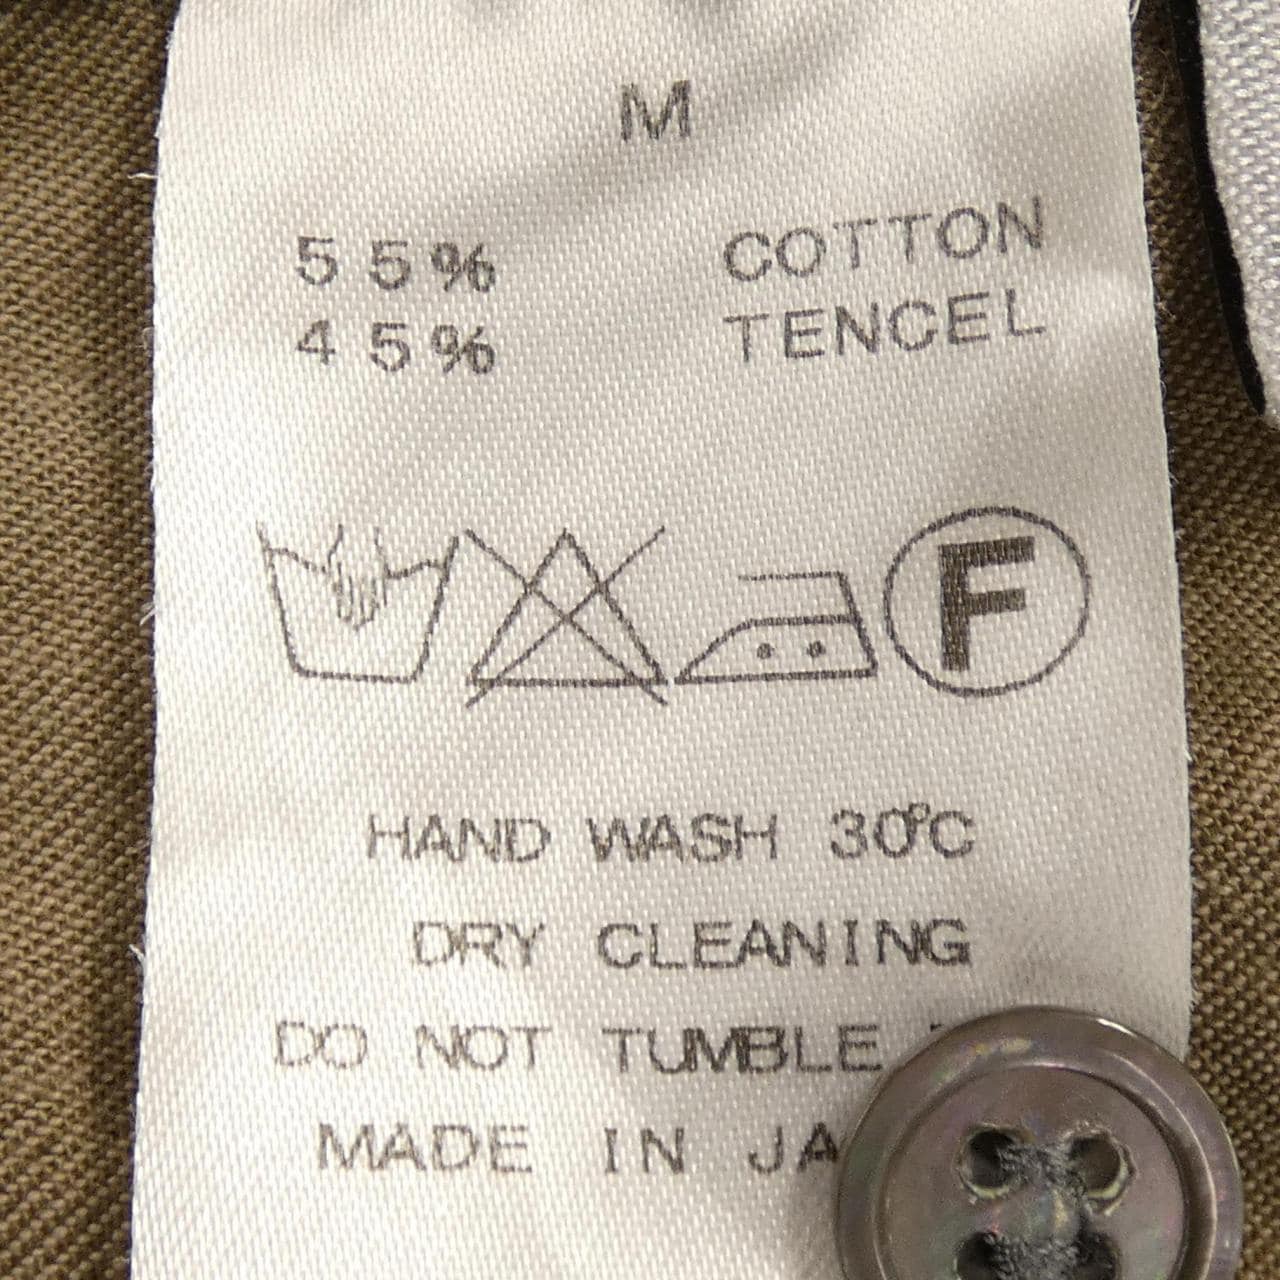 M
55% COTTON
45% TENCEL
F
HAND WASH 30°C
DRY CLEANING
DO NOT TUMBLE
MADE IN JA